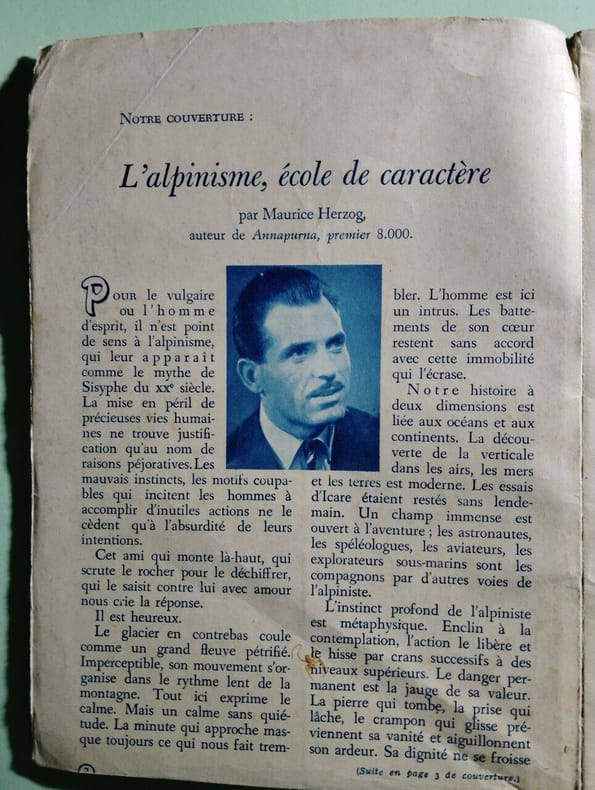 NOTRE COUVERTURE :
L'alpinisme, école de caractère
par Maurice Herzog,
auteur de Annapurna, premier 8.000.
POUR le vulgaire
ou l'homme
d'esprit, il n'est point
de sens à l'alpinisme,
qui leur apparaît
comme le mythe de
Sisyphe du XXe siècle.
La mise en péril de
précieuses vies humai-
nes ne trouve justifi-
cation qu'au nom de
raisons péjoratives. Les
mauvais instincts, les motifs coupa-
bles qui incitent les hommes à
accomplir d'inutiles actions ne le
cèdent qu'à l'absurdité de leurs
intentions.
Cet ami qui monte là-haut, qui
scrute le rocher pour le déchiffrer,
qui le saisit contre lui avec amour
nous crie la réponse.
Il est heureux.
Le glacier en contrebas coule
comme un grand fleuve pétrifié.
Imperceptible, son mouvement s'or-
ganise dans le rythme lent de la
montagne. Tout ici exprime le
calme. Mais un calme sans quié-
tude. La minute qui approche mas-
que toujours ce qui nous fait trem-
bler. L'homme est ici
un intrus. Les batte-
ments de son cœur
restent sans accord
avec cette immobilité
qui l'écrase.
Notre histoire à
deux dimensions est
liée aux océans et aux
continents. La décou-
verte de la verticale
dans les airs, les mers
et les terres est moderne. Les essais
d'Icare étaient restés sans lende-
main. Un champ immense est
ouvert à l'aventure ; les astronautes,
les spéléologues, les aviateurs, les
explorateurs sous-marins sont les
compagnons par d'autres voies de
l'alpiniste.
L'instinct profond de l'alpiniste
est métaphysique. Enclin à la
contemplation, l'action le libère et
le hisse par crans successifs à des
niveaux supérieurs. Le danger per-
manent est la jauge de sa valeur.
La pierre qui tombe, la prise qui
lâche, le crampon qui glisse pré-
viennent sa vanité et aiguillonnent
son ardeur. Sa dignité ne se froisse
(Suite en page 3 de couverture.)